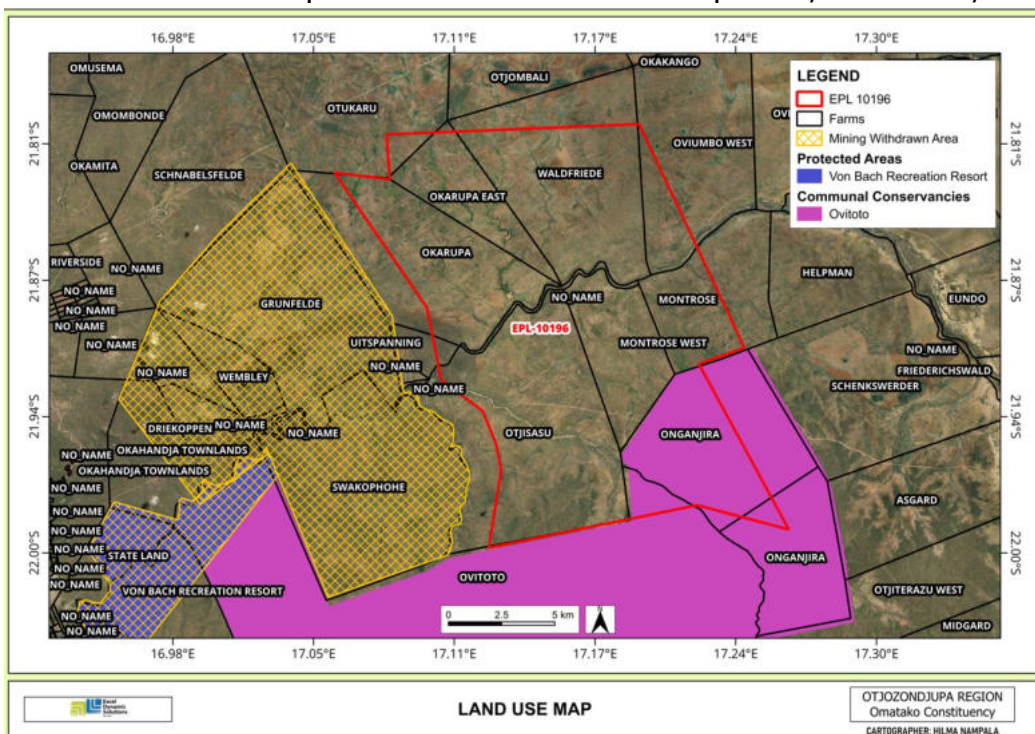 16.98°E 17.05°E 17.11°E 17.17°E 17.24°E 17.30°E
OMUSEMA
OTJOMBALI
OKAKANGO
LEGEND
EPL 10196
Farms
Mining Withdrawn Area
Protected Areas
Von Bach Recreation Resort
Communal Conservancies
Ovitoto
OMOMBONDE
OTUKARU
21.81°S
21.81°S
OVIUMBO WEST
OKAMITA
SCHNABELSFELDE
WALDFRIEDE
OKARUPA EAST
OKARUPA
RIVERSIDE
NO_NAME
HELPMAN
21.87°S
21.87°S
NO_NAME
NO_NAME
NO_NAME
NO_NAME
GRUNFELDE
MONTROSE
EUNDO
EPL-10196
NO_NAME
UITSPANNING
MONTROSE WEST
NO_NAME
NO_NAME
WEMBLEY
FRIEDERICHSWALD
NO_NAME
SCHENKSWERDER
21.94°S
21.94°S
DRIEKOPPEN
NO_NAME
NO_NAME
OTJISASU
ONGANJIRA
OKAHANDJA TOWNLANDS
NO_NAME
OKAHANDJA TOWNLANDS
NO_NAME
SWAKOPHOHE
ASGARD
NO_NAME
NO_NAME
22.00°S
22.00°S
NO_NAME
STATE LAND
ONGANJIRA
NO_NAME
OVITOTO
NO_NAME
VON BACH RECREATION RESORT
OTJITERAZU WEST
NO_NAME
NO_NAME
MIDGARD
0 2.5 5 km
N
16.98°E 17.05°E 17.11°E 17.17°E 17.24°E 17.30°E
Excel
Dynamic
Solutions
LAND USE MAP
OTJOZONDJUPA REGION
Omatako Constituency
CARTOGRAPHER: HILMA NAMPALA